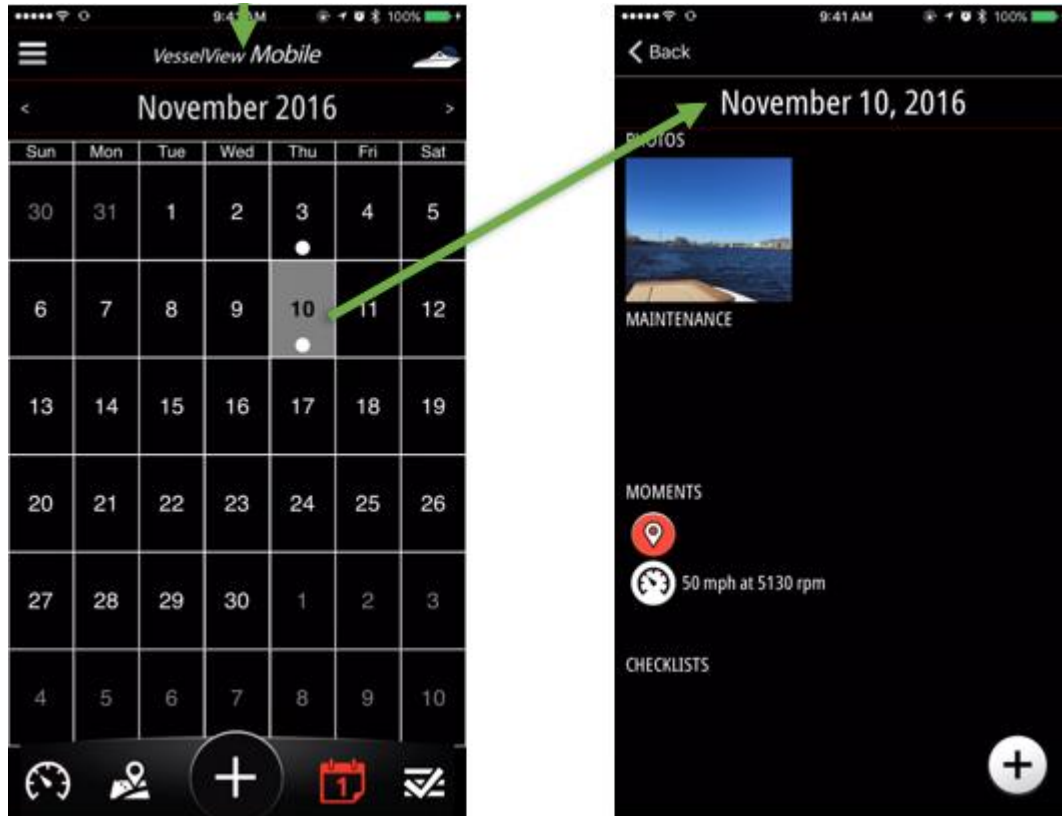 9:41 AM 100%
VesselView Mobile
< November 2016 >
Sun Mon Tue Wed Thu Fri Sat
30 31 1 2 3 4 5
6 7 8 9 10 11 12
13 14 15 16 17 18 19
20 21 22 23 24 25 26
27 28 29 30 1 2 3
4 5 6 7 8 9 10
1
9:41 AM 100%
Back
November 10, 2016
PHOTOS
MAINTENANCE
MOMENTS
50 mph at 5130 rpm
CHECKLISTS